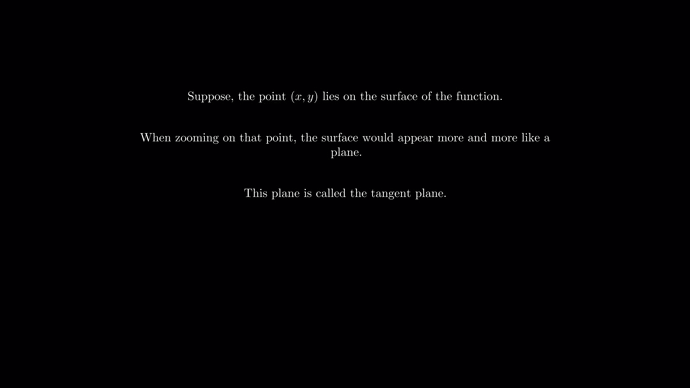 Suppose, the point (x, y) lies on the surface of the function.
When zooming on that point, the surface would appear more and more like a
plane.
This plane is called the tangent plane.